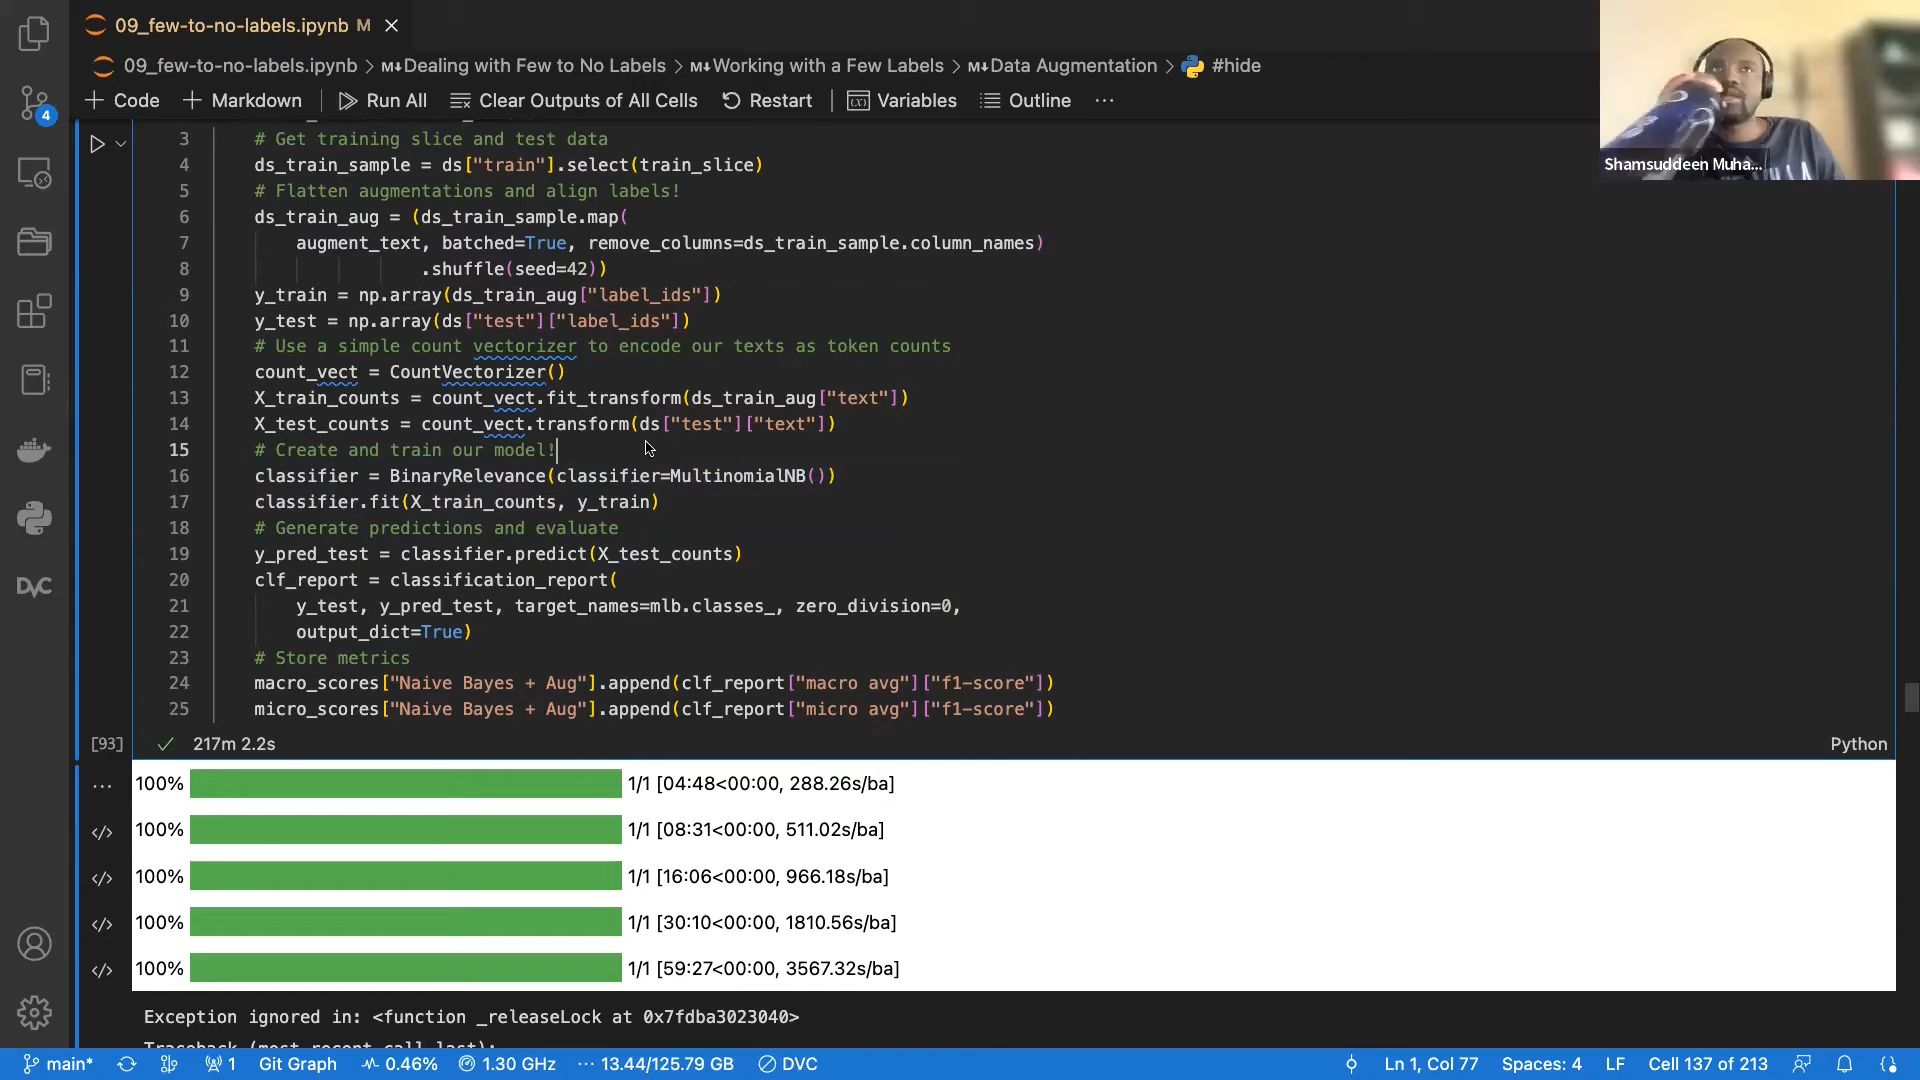 09_few-to-no-labels.ipynb M
09_few-to-no-labels.ipynb > M↓Dealing with Few to No Labels > M↓Working with a Few Labels > M↓Data Augmentation > #hide
+ Code + Markdown Run All Clear Outputs of All Cells Restart Variables Outline ...
Shamsuddeen Muha...
4
3 # Get training slice and test data
4 ds_train_sample = ds["train"].select(train_slice)
5 # Flatten augmentations and align labels!
6 ds_train_aug = (ds_train_sample.map(
7 augment_text, batched=True, remove_columns=ds_train_sample.column_names)
8 .shuffle(seed=42))
9 y_train = np.array(ds_train_aug["label_ids"])
10 y_test = np.array(ds["test"]["label_ids"])
11 # Use a simple count vectorizer to encode our texts as token counts
12 count_vect = CountVectorizer()
13 X_train_counts = count_vect.fit_transform(ds_train_aug["text"])
14 X_test_counts = count_vect.transform(ds["test"]["text"])
15 # Create and train our model!
16 classifier = BinaryRelevance(classifier=MultinomialNB())
17 classifier.fit(X_train_counts, y_train)
18 # Generate predictions and evaluate
19 y_pred_test = classifier.predict(X_test_counts)
20 clf_report = classification_report(
21 y_test, y_pred_test, target_names=mlb.classes_, zero_division=0,
22 output_dict=True)
23 # Store metrics
24 macro_scores["Naive Bayes + Aug"].append(clf_report["macro avg"]["f1-score"])
25 micro_scores["Naive Bayes + Aug"].append(clf_report["micro avg"]["f1-score"])
DVC
[93] 217m 2.2s Python
100% 1/1 [04:48<00:00, 288.26s/ba]
100% 1/1 [08:31<00:00, 511.02s/ba]
100% 1/1 [16:06<00:00, 966.18s/ba]
100% 1/1 [30:10<00:00, 1810.56s/ba]
100% 1/1 [59:27<00:00, 3567.32s/ba]
Exception ignored in: <function _releaseLock at 0x7fdba3023040>
Traceback (most recent call last):
main* 1 Git Graph 0.46% 1.30 GHz 13.44/125.79 GB DVC Ln 1, Col 77 Spaces: 4 LF Cell 137 of 213